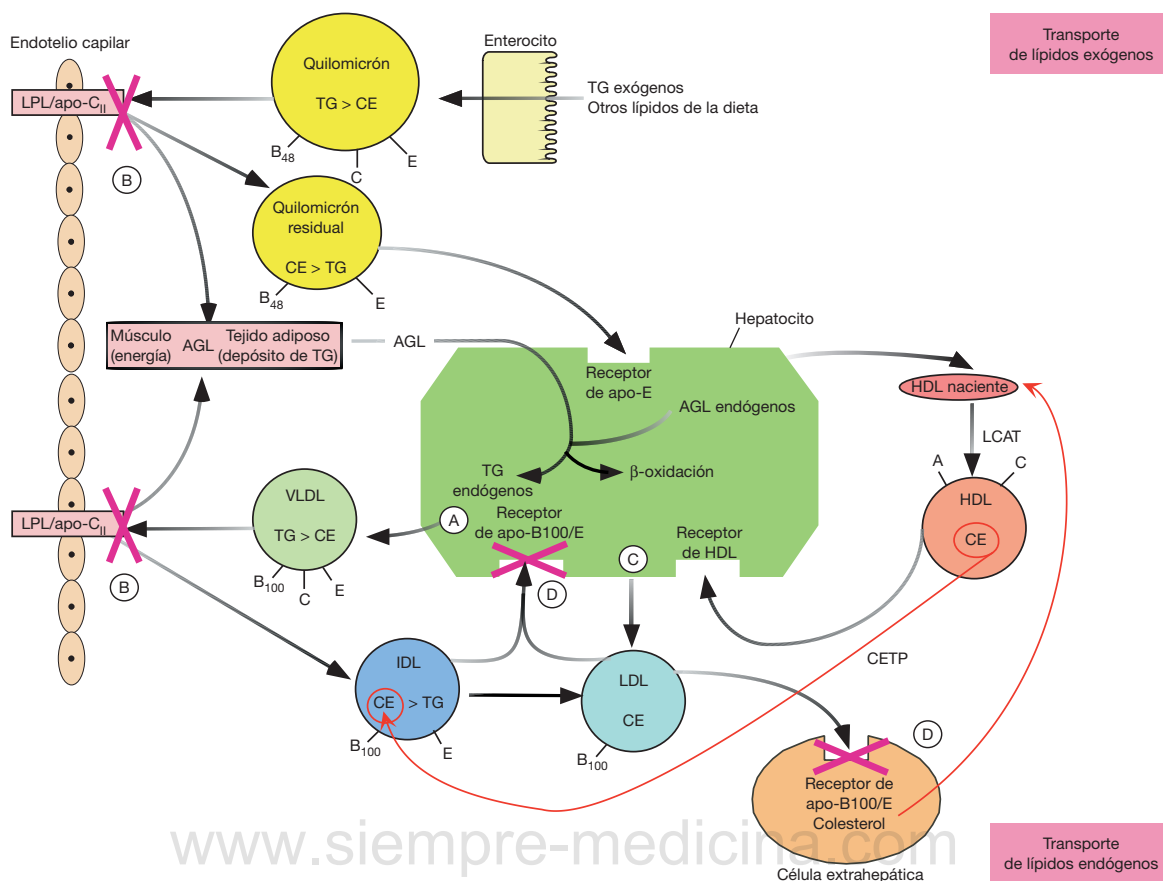 Endotelio capilar
LPL/apo-CII
B
Quilomicrón
TG > CE
B48
C
E
Enterocito
TG exógenos
Otros lípidos de la dieta
Transporte
de lípidos exógenos
Quilomicrón
residual
CE > TG
B48
E
Músculo
(energía)
AGL
Tejido adiposo
(depósito de TG)
AGL
Hepatocito
Receptor
de apo-E
AGL endógenos
TG
endógenos
β-oxidación
Receptor
de apo-B100/E
A
D
C
Receptor
de HDL
HDL naciente
LCAT
A
C
HDL
CE
CETP
LPL/apo-CII
B
VLDL
TG > CE
B100
C
E
IDL
CE > TG
B100
E
LDL
CE
B100
D
Receptor de
apo-B100/E
Colesterol
Célula extrahepática
www.siempre-medicina.com
Transporte
de lípidos endógenos